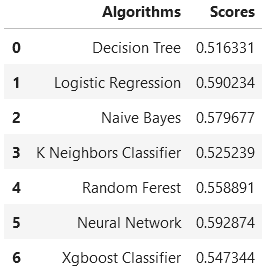 Algorithms Scores
0 Decision Tree 0.516331
1 Logistic Regression 0.590234
2 Naive Bayes 0.579677
3 K Neighbors Classifier 0.525239
4 Random Ferest 0.558891
5 Neural Network 0.592874
6 Xgboost Classifier 0.547344